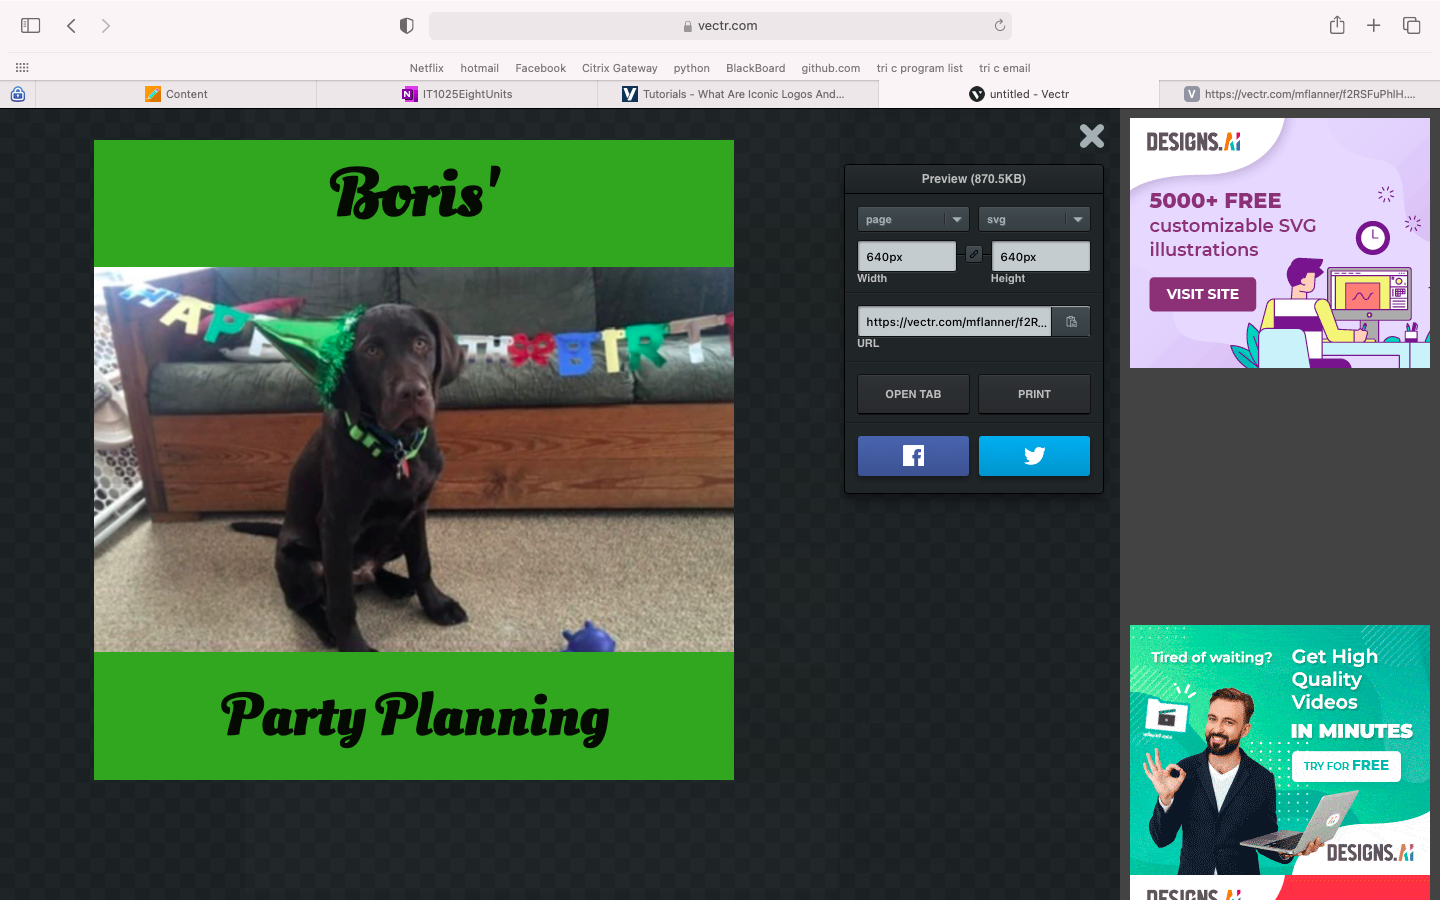 vectr.com
Netflix hotmail Facebook Citrix Gateway python BlackBoard github.com tri c program list tri c email
Content
IT1025EightUnits
Tutorials - What Are Iconic Logos And...
untitled - Vectr
https://vectr.com/mflanner/f2RSFuPhlH....
Boris'
HAP
TH
BIRT
Party Planning
Preview (870.5KB)
page
svg
640px
640px
Width
Height
https://vectr.com/mflanner/f2R...
URL
OPEN TAB
PRINT
DESIGNS.AI
5000+ FREE
customizable SVG
illustrations
VISIT SITE
Tired of waiting?
Get High
Quality
Videos
IN MINUTES
TRY FOR FREE
DESIGNS.AI
DESIGNS.AI